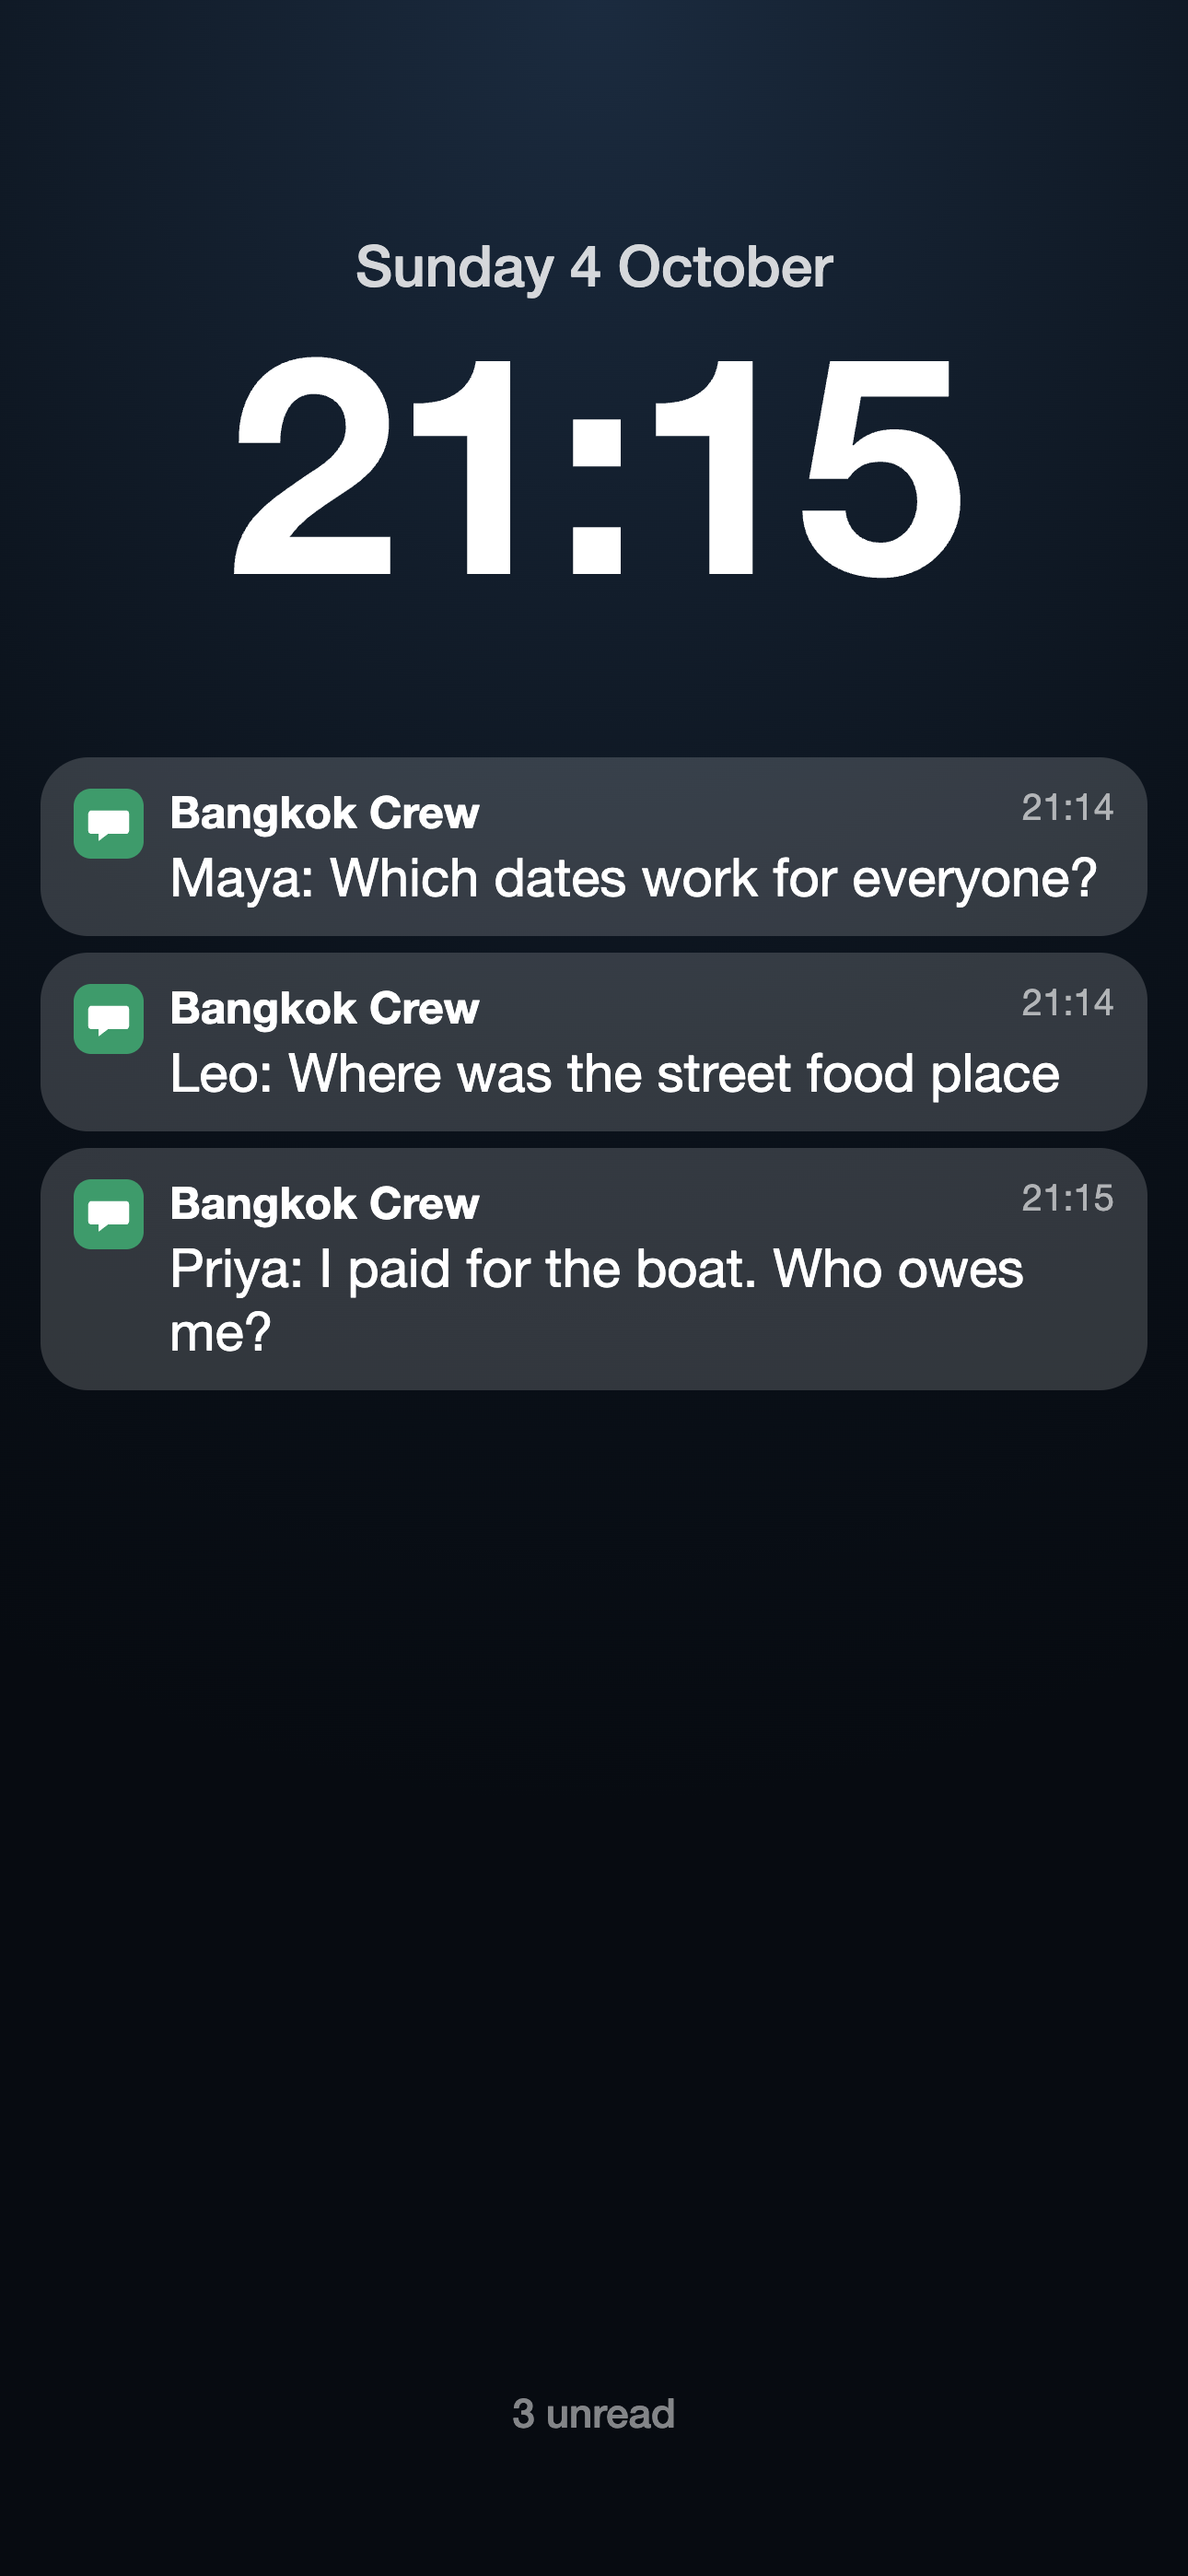 Sunday 4 October
21:15
Bangkok Crew 21:14
Maya: Which dates work for everyone?
Bangkok Crew 21:14
Leo: Where was the street food place
Bangkok Crew 21:15
Priya: I paid for the boat. Who owes
me?
3 unread